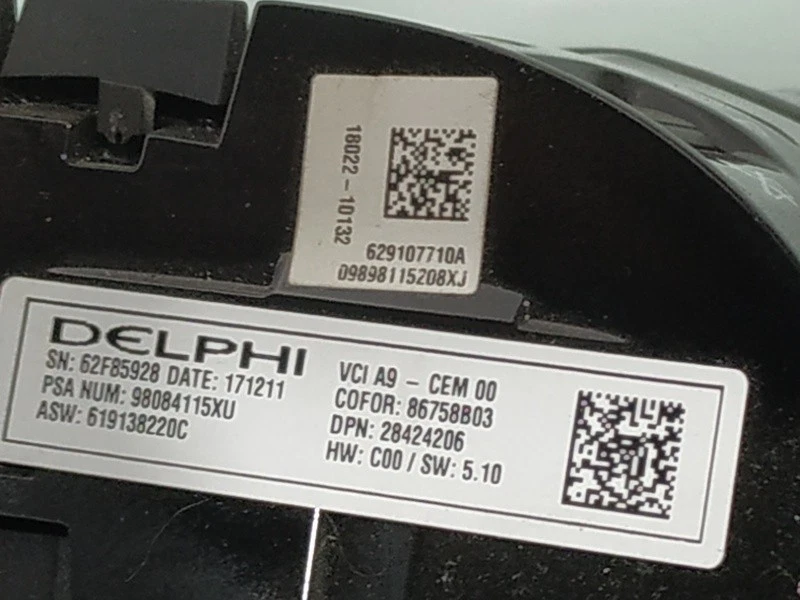 18022 - 10132
629107710A
09898115208XJ
DELPHI
SN: 62F85928 DATE: 171211
PSA NUM: 98084115XU
ASW: 619138220C
VCI A9 - CEM 00
COFOR: 86758B03
DPN: 28424206
HW: C00 / SW: 5.10